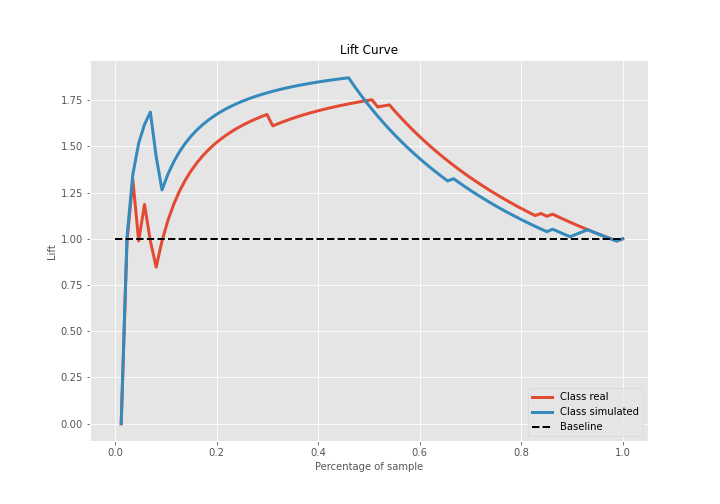 Lift Curve
Lift
1.75
1.50
1.25
1.00
0.75
0.50
0.25
0.00
0.0 0.2 0.4 0.6 0.8 1.0
Percentage of sample
Class real
Class simulated
Baseline